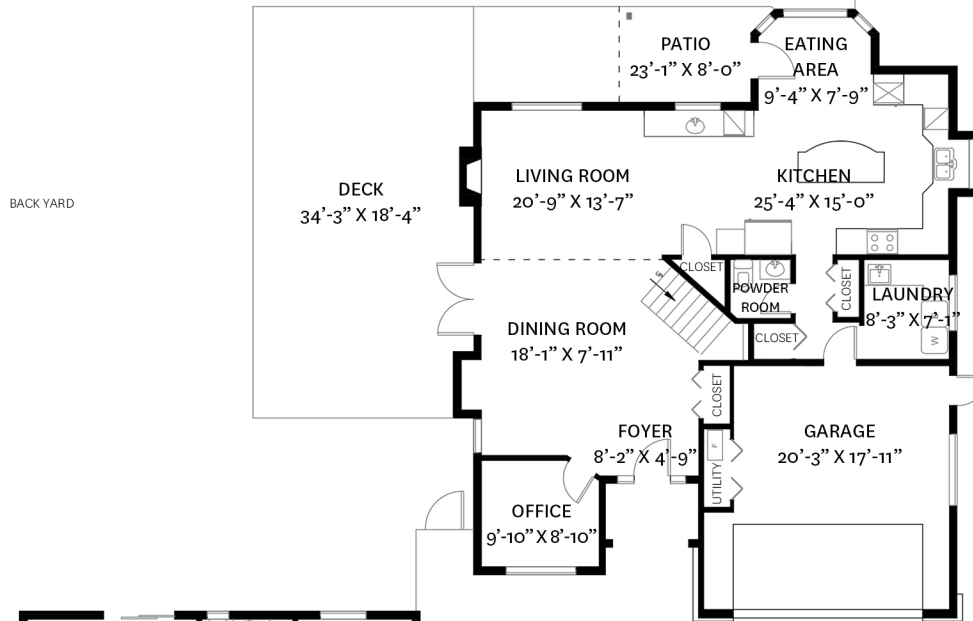 PATIO
23'-1" X 8'-0"
EATING
AREA
9'-4" X 7'-9"
BACK YARD
DECK
34'-3" X 18'-4"
LIVING ROOM
20'-9" X 13'-7"
KITCHEN
25'-4" X 15'-0"
CLOSET
POWDER
ROOM
CLOSET
LAUNDRY
8'-3" X 7'-1"
W
CLOSET
DINING ROOM
18'-1" X 7'-11"
CLOSET
FOYER
8'-2" X 4'-9"
F
UTILITY
GARAGE
20'-3" X 17'-11"
OFFICE
9'-10" X 8'-10"